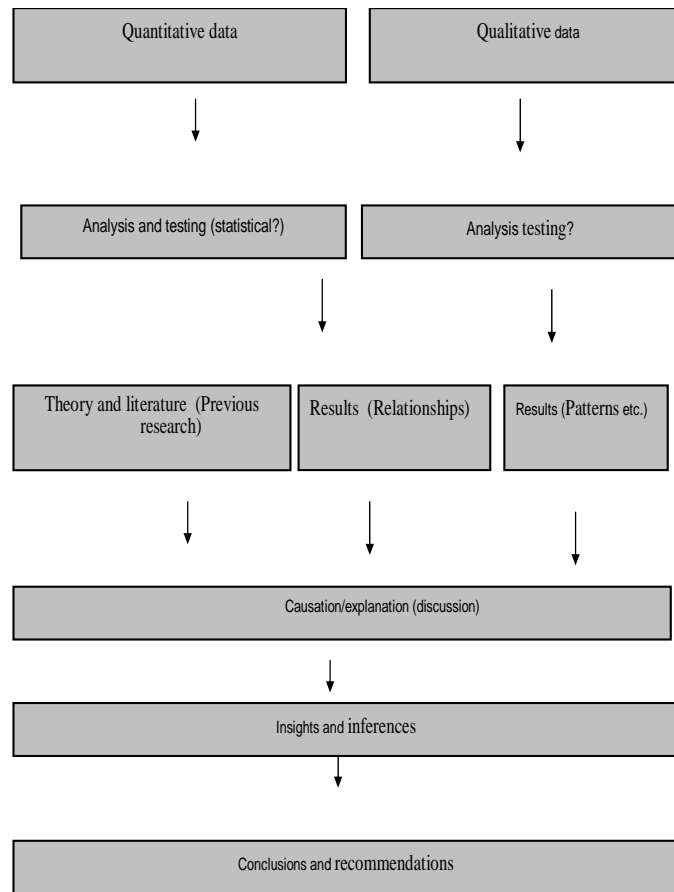 Quantitative data
Qualitative data
Analysis and testing (statistical?)
Analysis testing?
Theory and literature (Previous
research)
Results (Relationships)
Results (Patterns etc.)
Causation/explanation (discussion)
Insights and inferences
Conclusions and recommendations